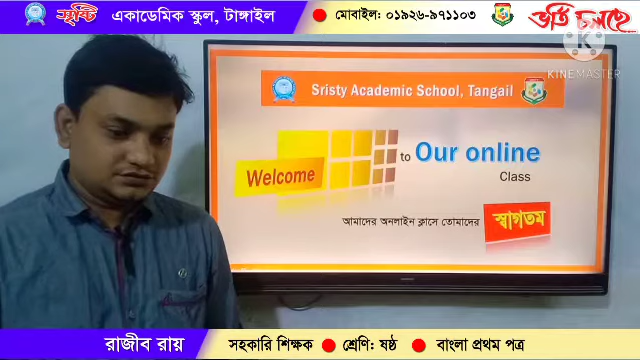 সৃষ্টি একাডেমিক স্কুল, টাঙ্গাইল
মোবাইল: ০১৯২৬-৯৭১১০৩
ভর্তি চলছে
KINEMASTER
Sristy Academic School, Tangail
Welcome to Our online
Class
আমাদের অনলাইন ক্লাসে তোমাদের স্বাগতম
রাজীব রায়
সহকারি শিক্ষক
শ্রেণি: ষষ্ঠ
বাংলা প্রথম পত্র